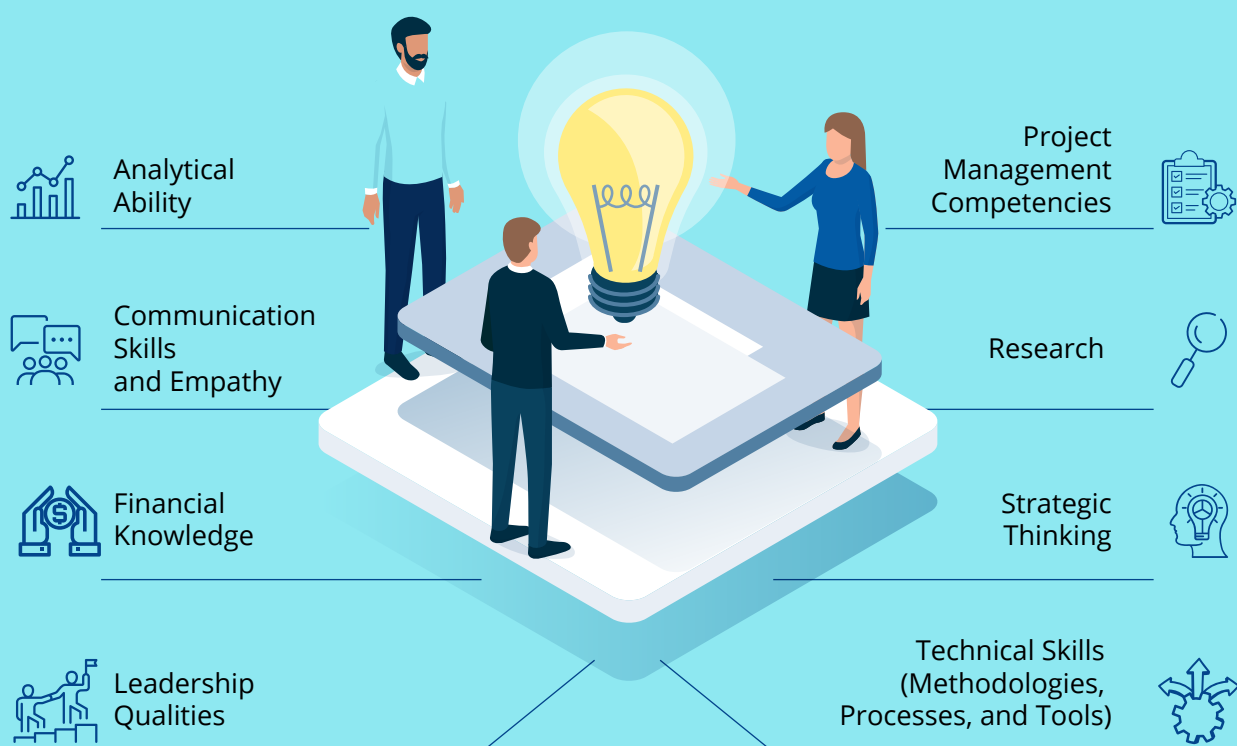 Analytical
Ability
Communication
Skills
and Empathy
Financial
Knowledge
Leadership
Qualities
Project
Management
Competencies
Research
Strategic
Thinking
Technical Skills
(Methodologies,
Processes, and Tools)